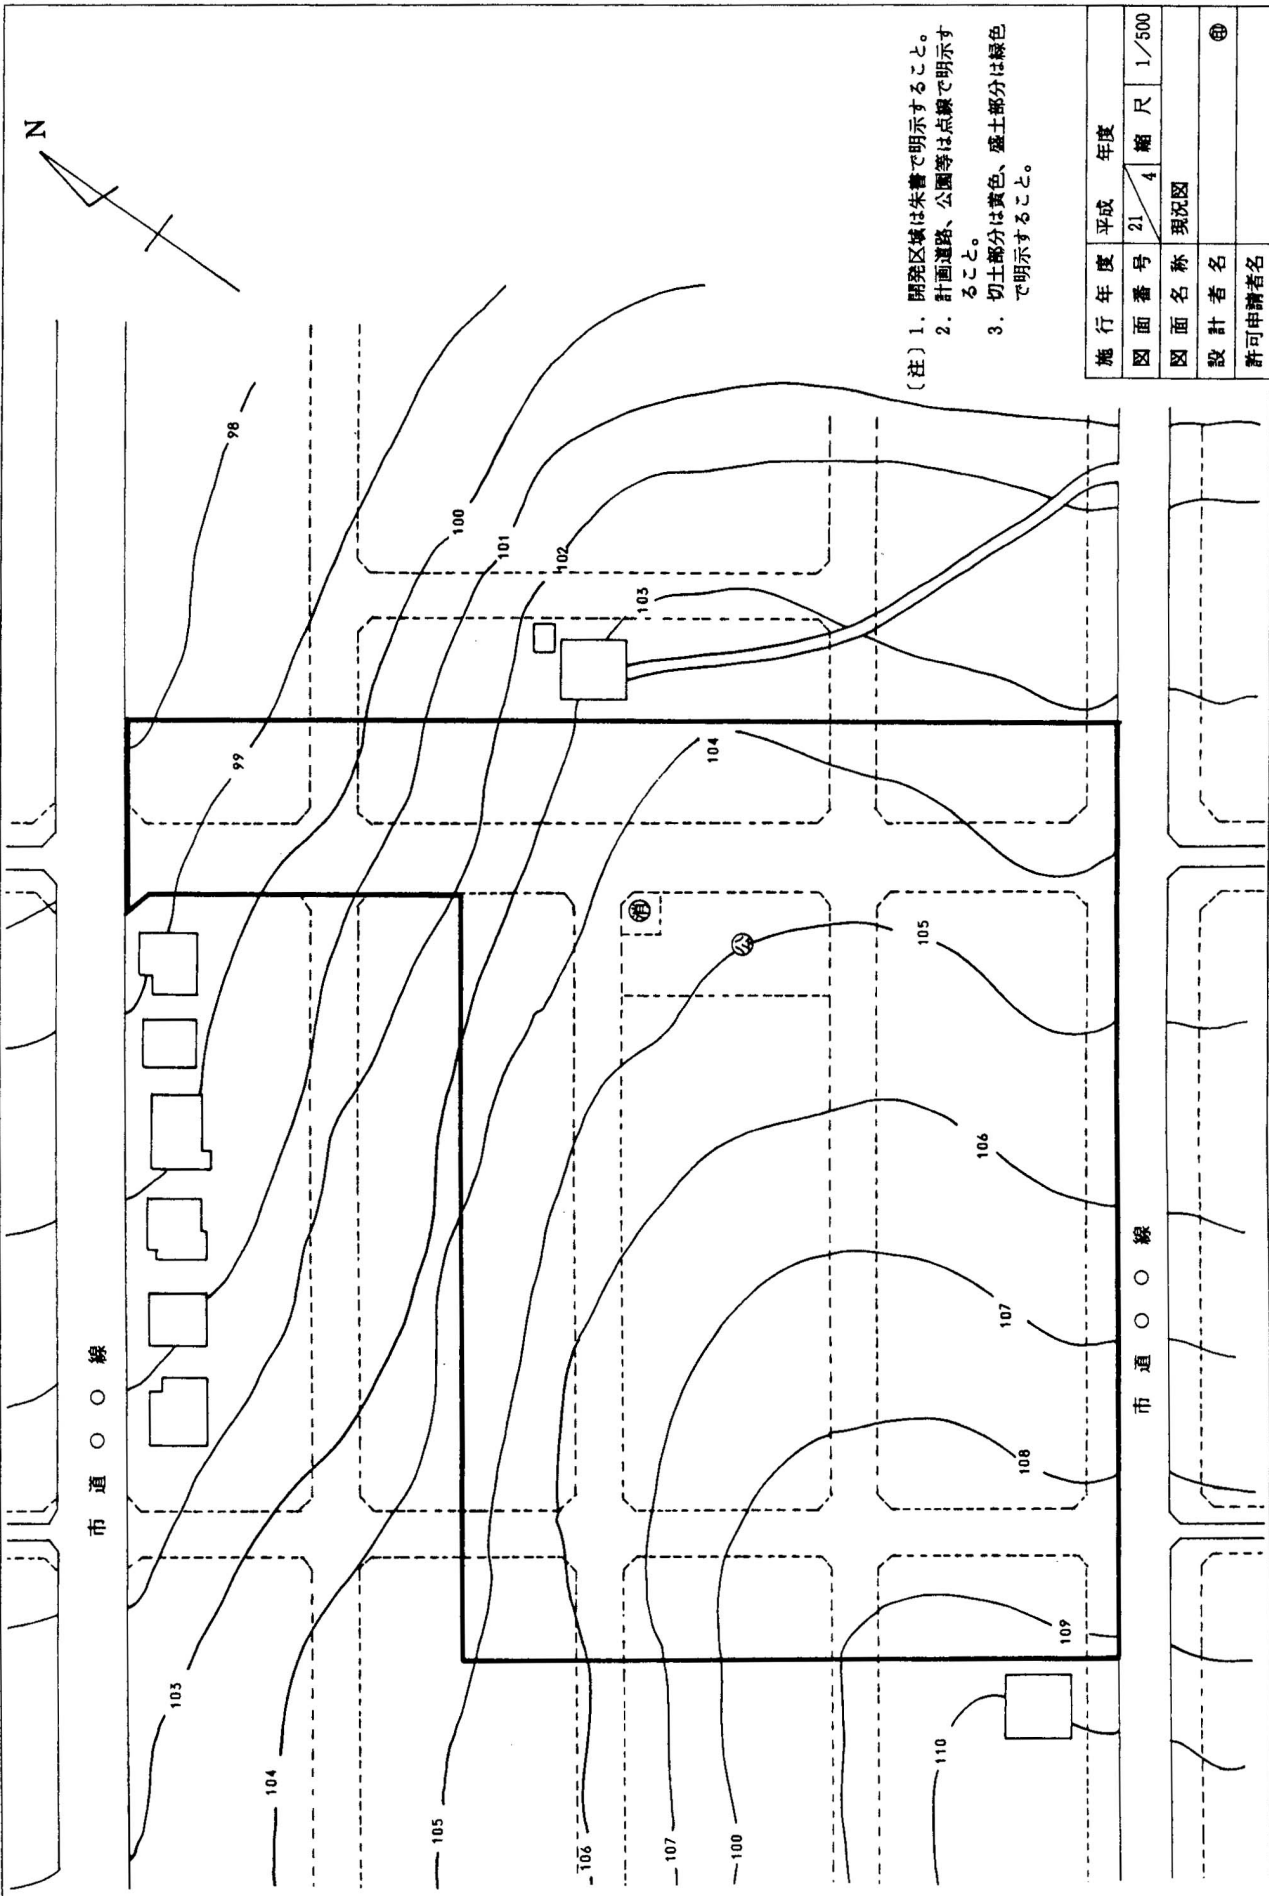 N
市道○○線
98
99
100
101
102
103
104
105
106
107
108
109
103
104
105
106
107
100
110
消
公
市道○○線
〔注〕1. 開発区域は朱書で明示すること。
2. 計画道路、公園等は点線で明示す
ること。
3. 切土部分は黄色、盛土部分は緑色
で明示すること。
施行年度 平成 年度
図面番号 21/4 縮尺 1/500
図面名称 現況図
設計者名 ㊞
許可申請者名